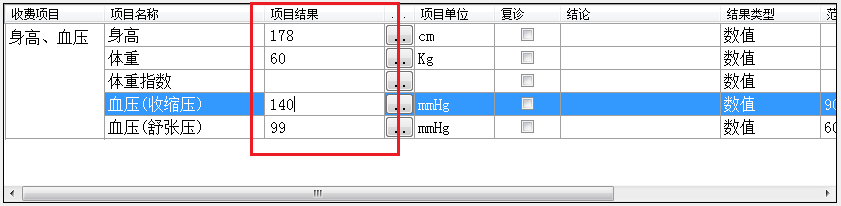 收费项目 项目名称 项目结果 ... 项目单位 复诊 结论 结果类型 范
身高、血压 身高 178 .. cm 数值
体重 60 .. Kg 数值
体重指数 .. 数值
血压(收缩压) 140 .. mmHg 数值 90
血压(舒张压) 99 .. mmHg 数值 60